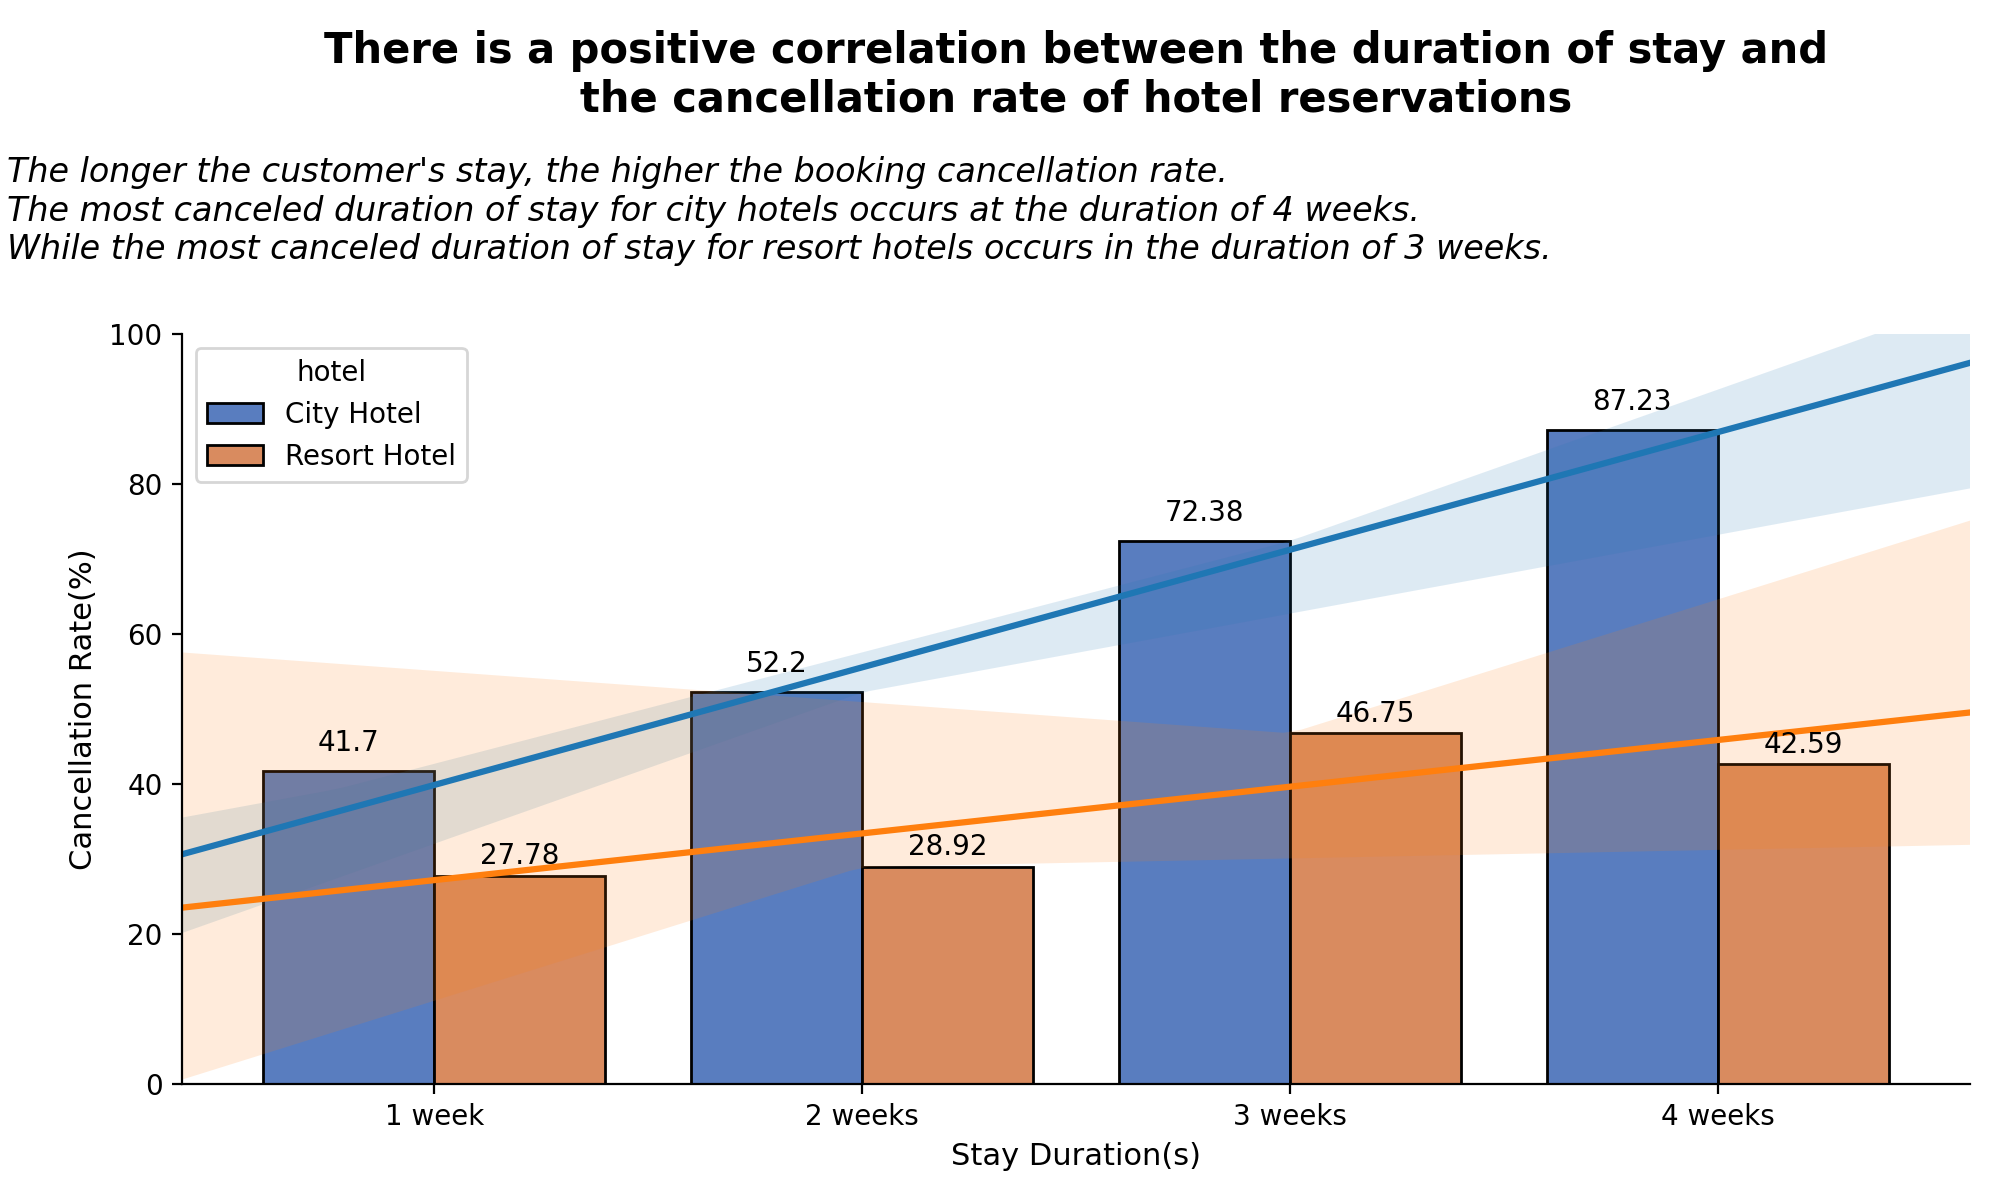 There is a positive correlation between the duration of stay and
the cancellation rate of hotel reservations
The longer the customer's stay, the higher the booking cancellation rate.
The most canceled duration of stay for city hotels occurs at the duration of 4 weeks.
While the most canceled duration of stay for resort hotels occurs in the duration of 3 weeks.
hotel
City Hotel
Resort Hotel
Cancellation Rate(%)
100
80
60
40
20
0
41.7
27.78
52.2
28.92
72.38
46.75
87.23
42.59
1 week
2 weeks
3 weeks
4 weeks
Stay Duration(s)